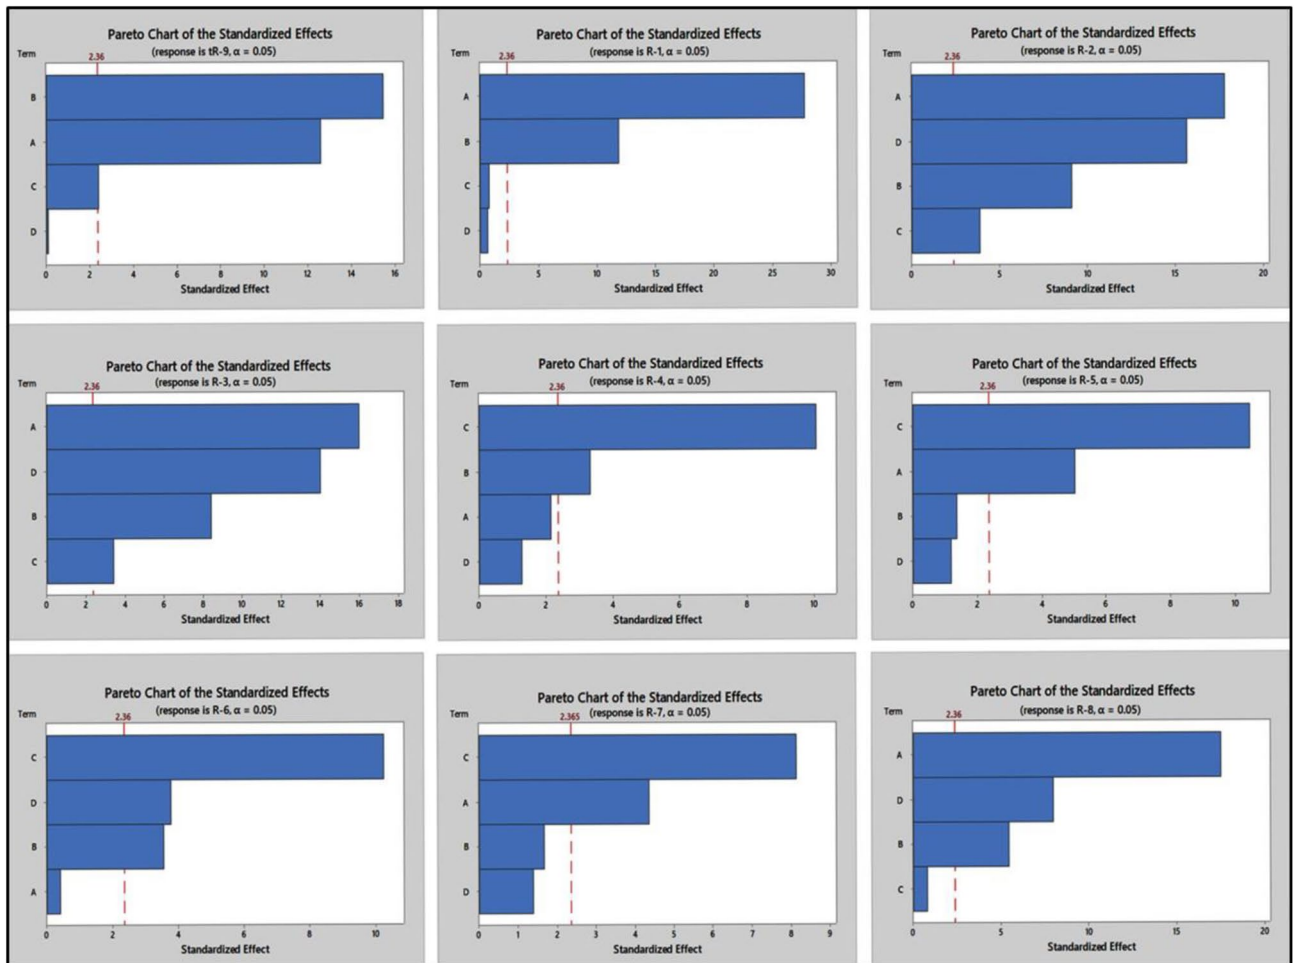 Pareto Chart of the Standardized Effects
(response is tR-9, α = 0.05)
Term
2.36
B
A
C
D
0 2 4 6 8 10 12 14 16
Standardized Effect
Pareto Chart of the Standardized Effects
(response is R-1, α = 0.05)
Term
2.36
A
B
C
D
0 5 10 15 20 25 30
Standardized Effect
Pareto Chart of the Standardized Effects
(response is R-2, α = 0.05)
Term
2.36
A
D
B
C
0 5 10 15 20
Standardized Effect
Pareto Chart of the Standardized Effects
(response is R-3, α = 0.05)
Term
2.36
A
D
B
C
0 2 4 6 8 10 12 14 16 18
Standardized Effect
Pareto Chart of the Standardized Effects
(response is R-4, α = 0.05)
Term
2.36
C
B
A
D
0 2 4 6 8 10
Standardized Effect
Pareto Chart of the Standardized Effects
(response is R-5, α = 0.05)
Term
2.36
C
A
B
D
0 2 4 6 8 10
Standardized Effect
Pareto Chart of the Standardized Effects
(response is R-6, α = 0.05)
Term
2.36
C
D
B
A
0 2 4 6 8 10
Standardized Effect
Pareto Chart of the Standardized Effects
(response is R-7, α = 0.05)
Term
2.365
C
A
B
D
0 1 2 3 4 5 6 7 8 9
Standardized Effect
Pareto Chart of the Standardized Effects
(response is R-8, α = 0.05)
Term
2.36
A
D
B
C
0 5 10 15 20
Standardized Effect